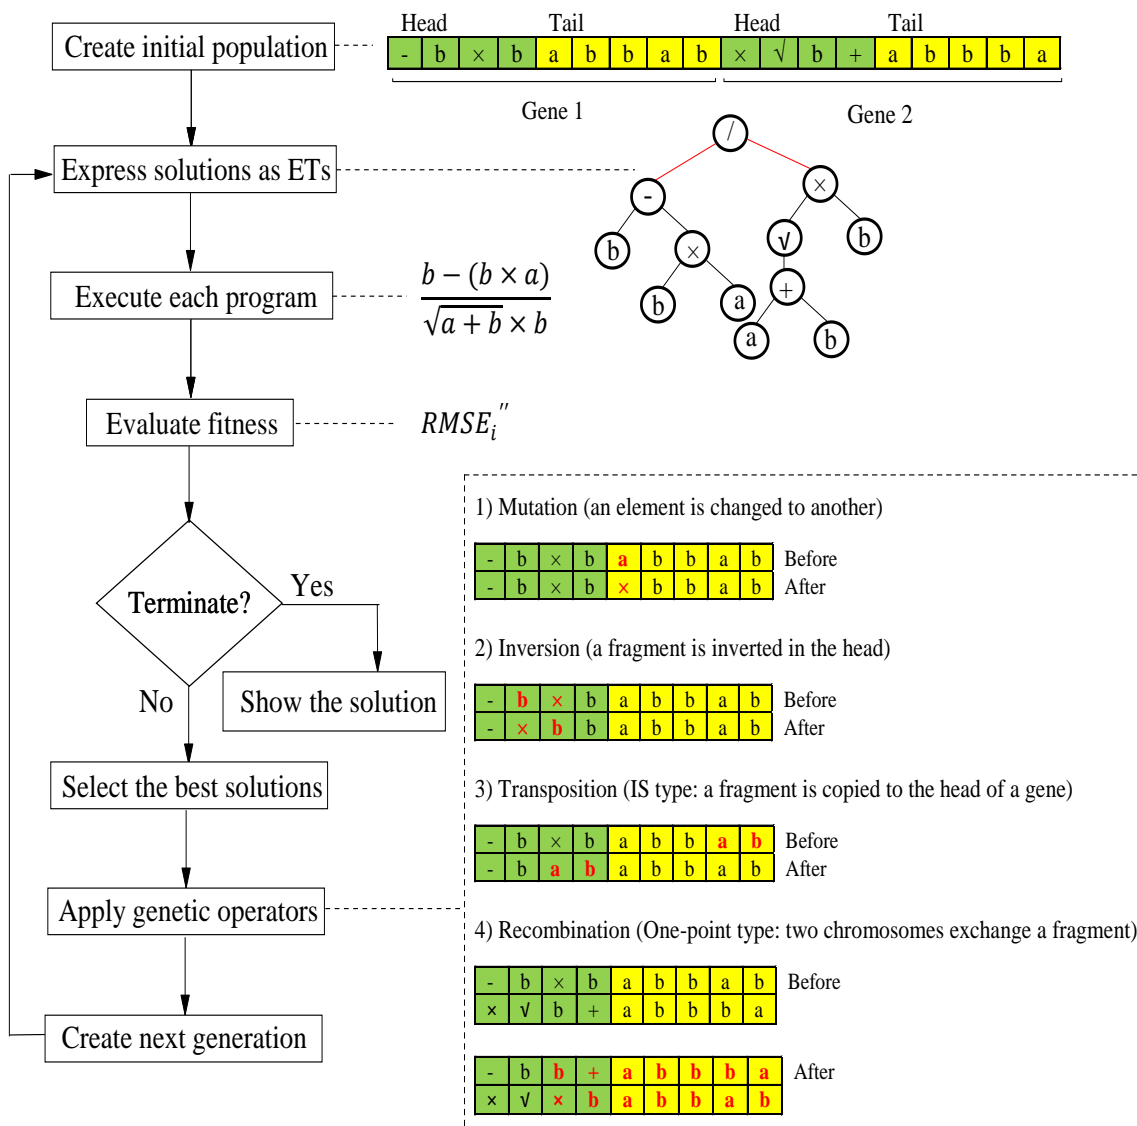 Head Tail Head Tail
Create initial population
- b × b a b b a b × √ b + a b b b a
Gene 1 Gene 2
Express solutions as ETs
/
- ×
b × √ b
b a +
a b
Execute each program
b − (b × a)
√a + b × b
Evaluate fitness
RMSEᵢ″
Terminate?
Yes
No
Show the solution
Select the best solutions
Apply genetic operators
Create next generation
1) Mutation (an element is changed to another)
- b × b a b b a b Before
- b × b × b b a b After
2) Inversion (a fragment is inverted in the head)
- b × b a b b a b Before
- × b b a b b a b After
3) Transposition (IS type: a fragment is copied to the head of a gene)
- b × b a b b a b Before
- b a b a b b a b After
4) Recombination (One-point type: two chromosomes exchange a fragment)
- b × b a b b a b Before
× √ b + a b b b a
- b b + a b b b a After
× √ × b a b b a b